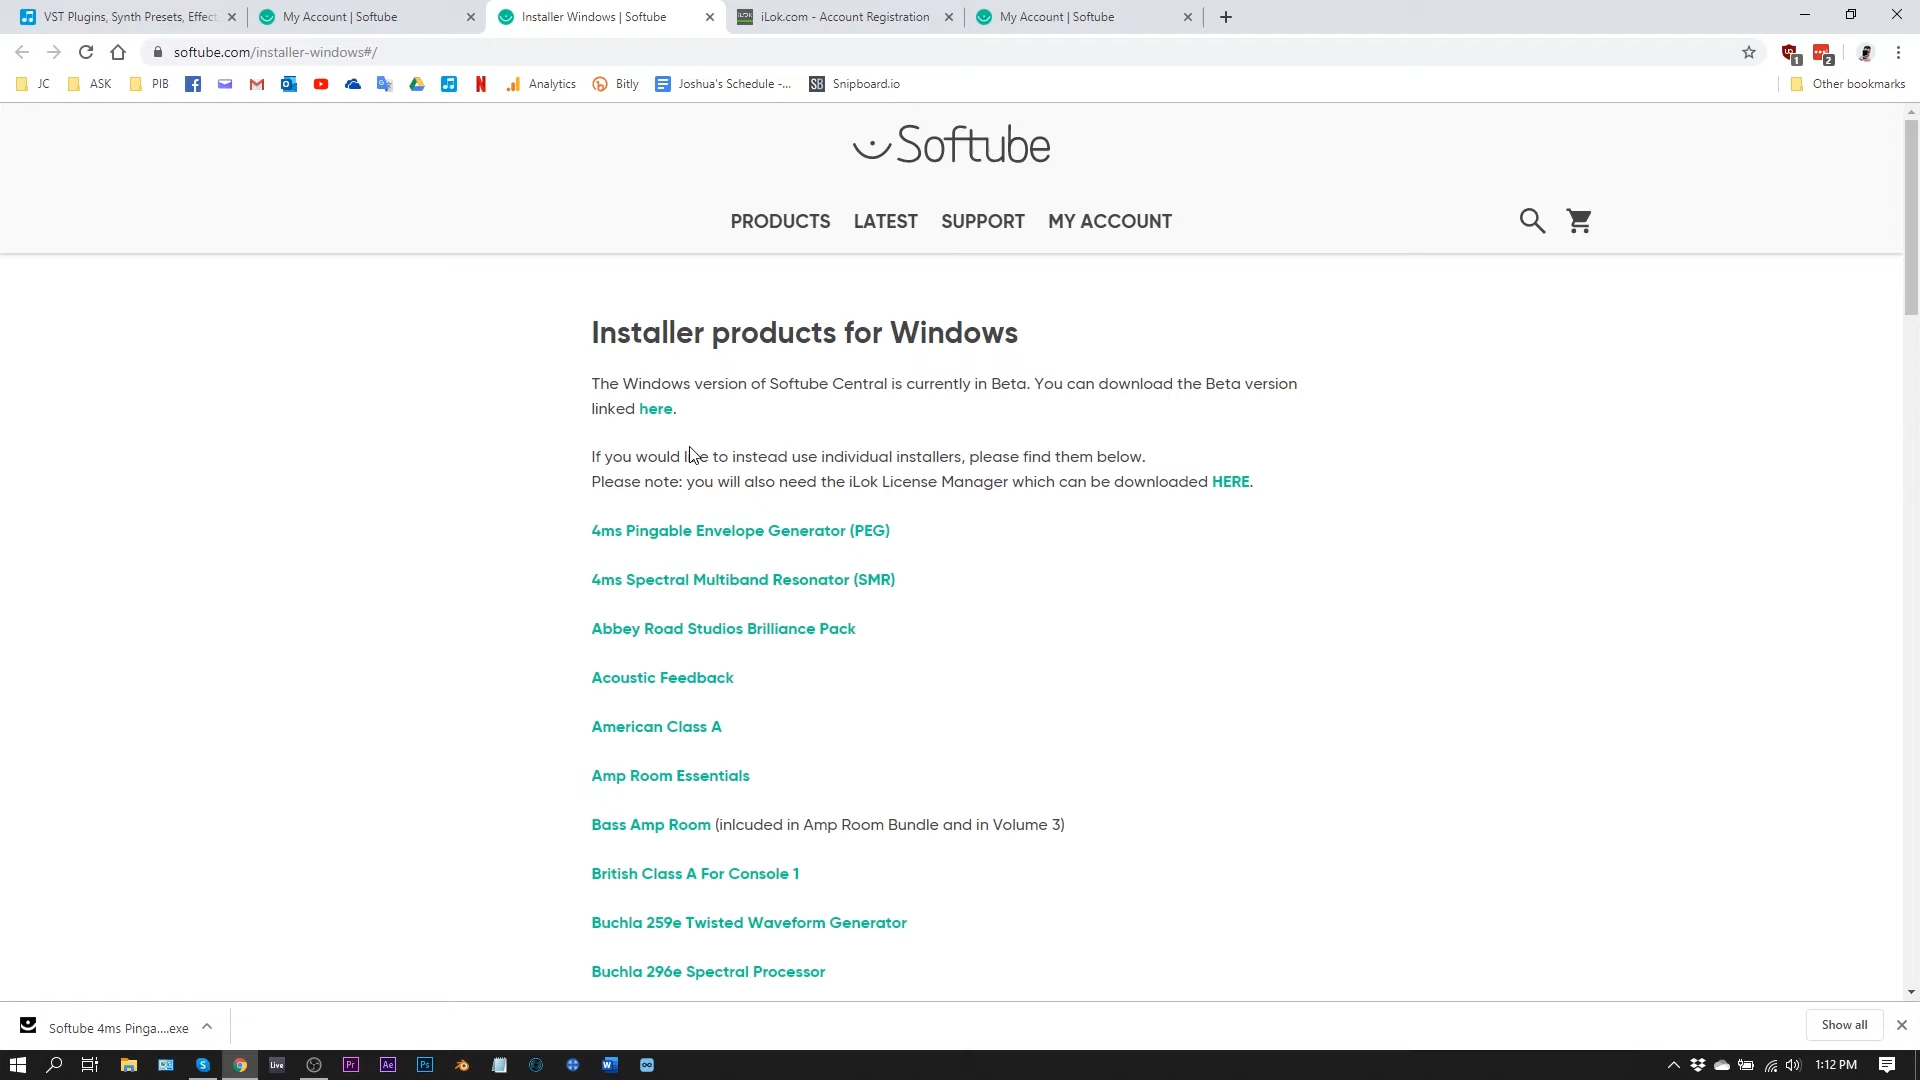 VST Plugins, Synth Presets, Effect
My Account | Softube
Installer Windows | Softube
iLok.com - Account Registration
My Account | Softube
softube.com/installer-windows#/
1
2
JC
ASK
PIB
Analytics
Bitly
Joshua's Schedule -...
SB Snipboard.io
Other bookmarks
Softube
PRODUCTS
LATEST
SUPPORT
MY ACCOUNT
Installer products for Windows
The Windows version of Softube Central is currently in Beta. You can download the Beta version
linked here.
If you would like to instead use individual installers, please find them below.
Please note: you will also need the iLok License Manager which can be downloaded HERE.
4ms Pingable Envelope Generator (PEG)
4ms Spectral Multiband Resonator (SMR)
Abbey Road Studios Brilliance Pack
Acoustic Feedback
American Class A
Amp Room Essentials
Bass Amp Room (inlcuded in Amp Room Bundle and in Volume 3)
British Class A For Console 1
Buchla 259e Twisted Waveform Generator
Buchla 296e Spectral Processor
Softube 4ms Pinga....exe
Show all
Live
Pr
Ae
Ps
1:12 PM